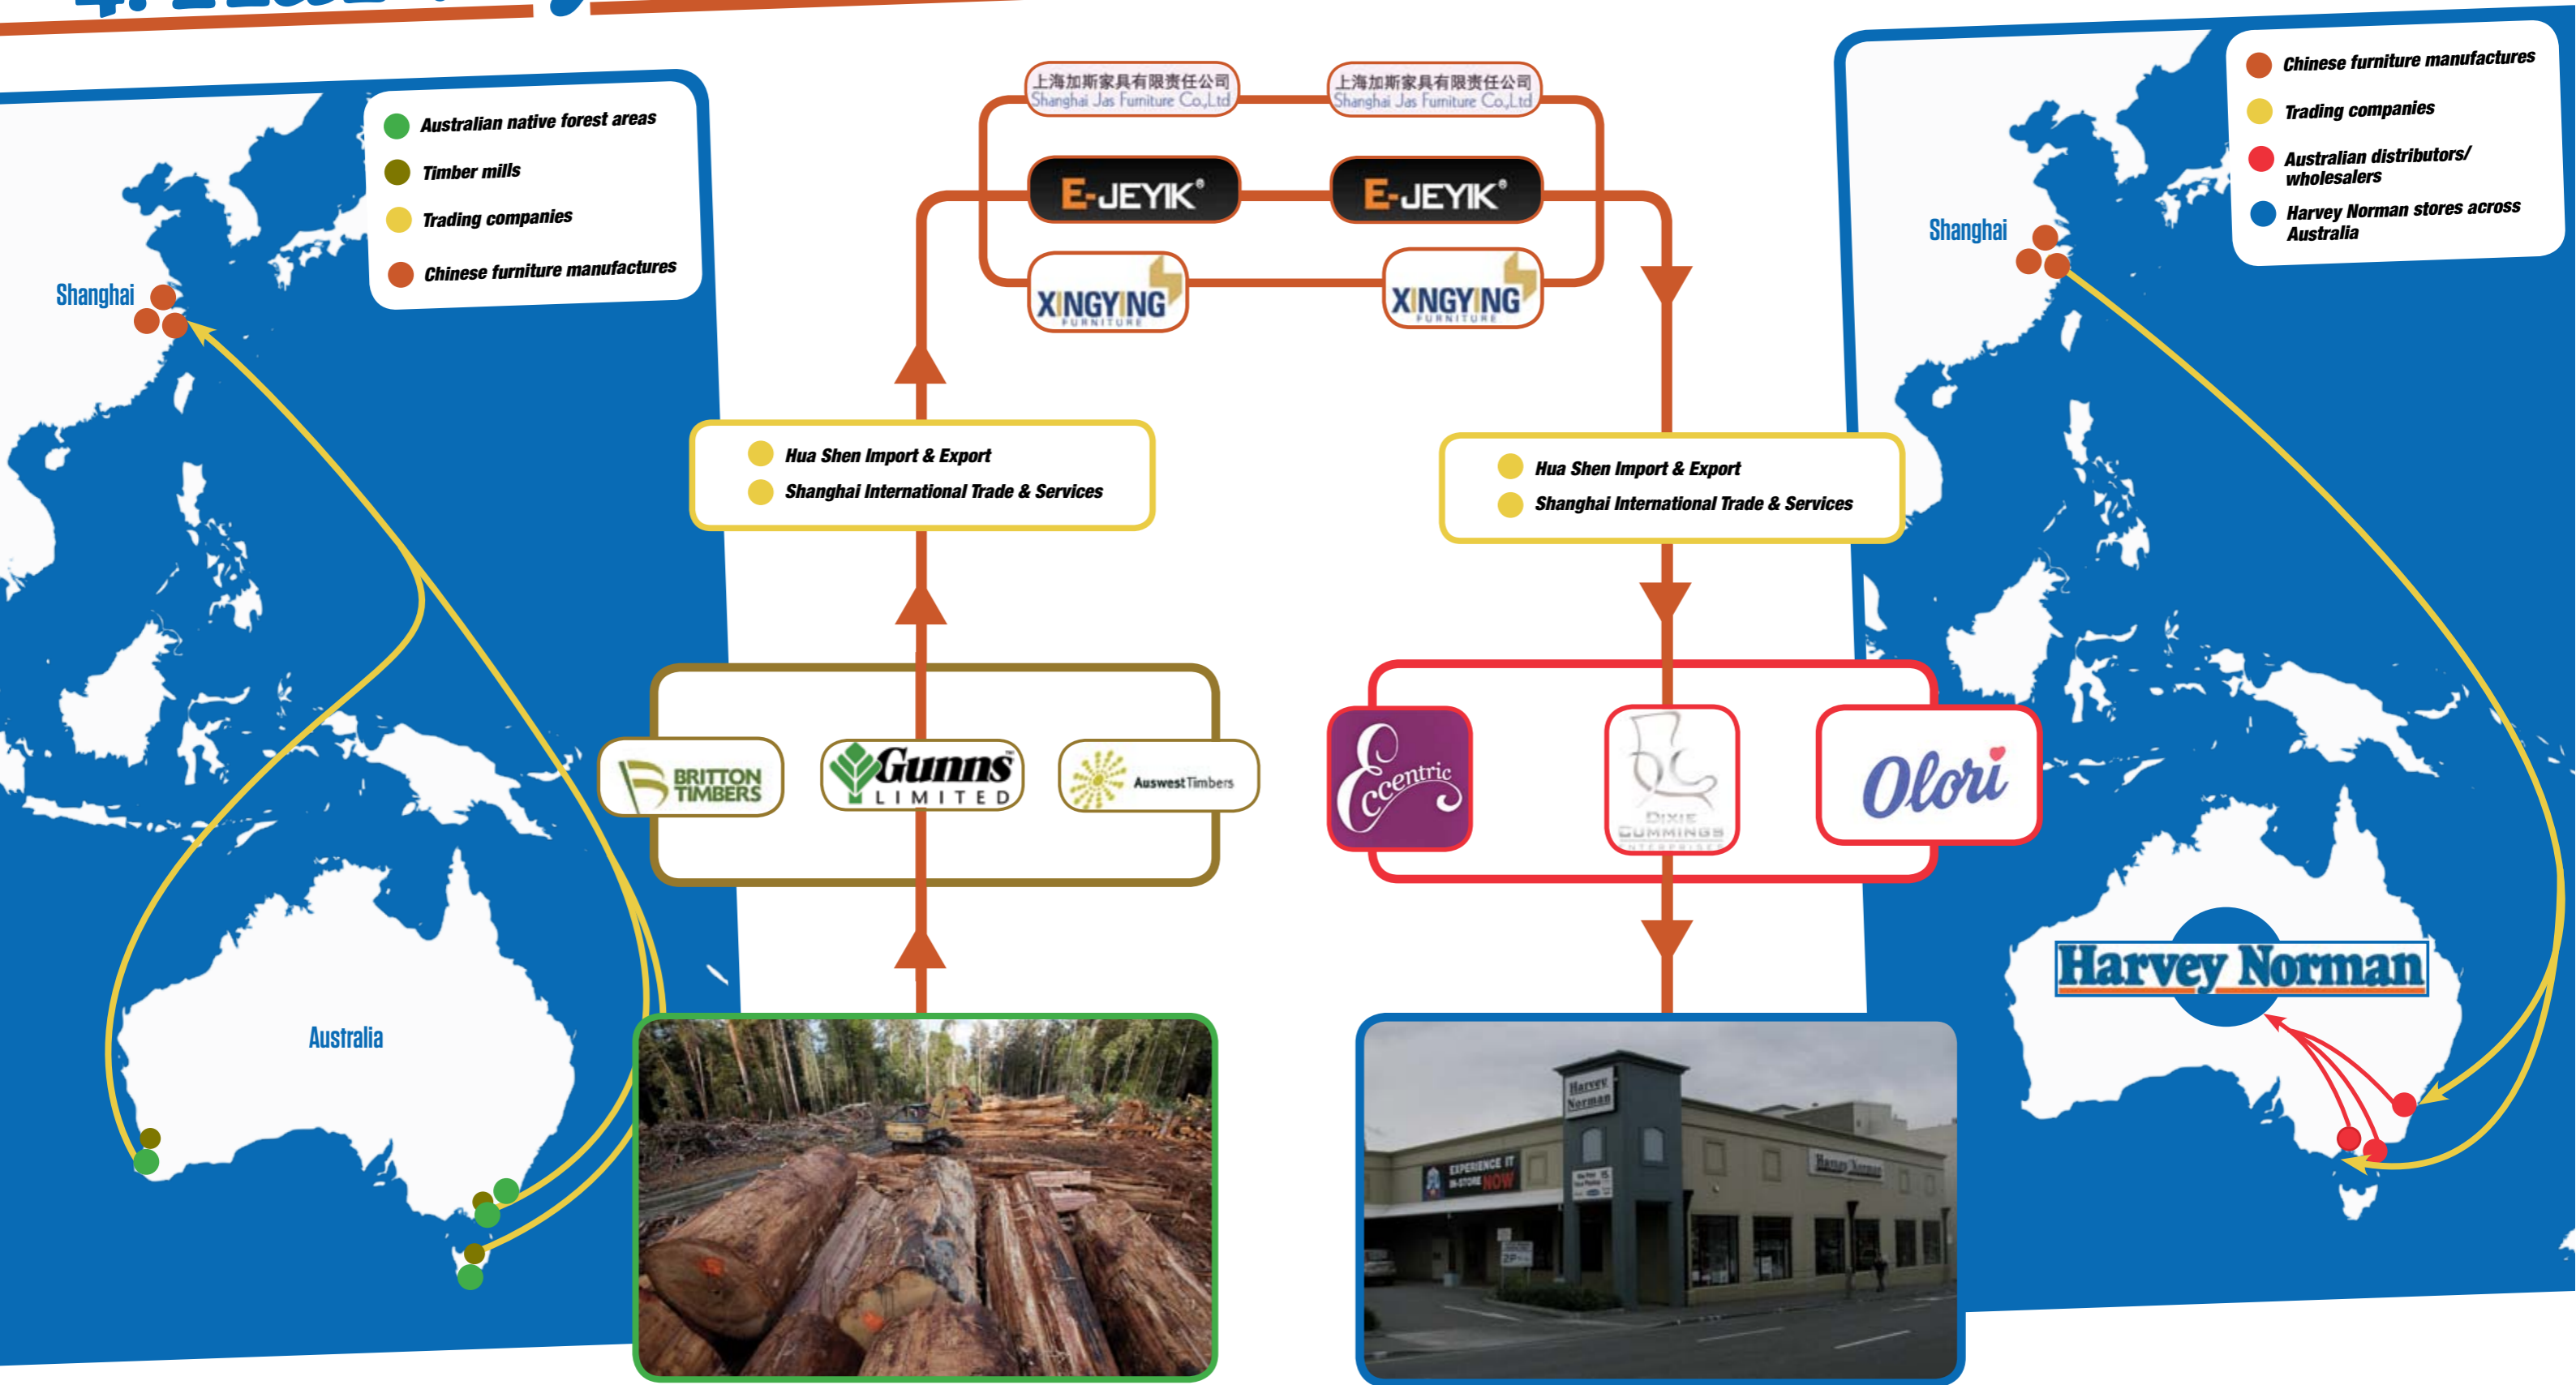 Australian native forest areas
Timber mills
Trading companies
Chinese furniture manufactures
Shanghai
Australia
上海加斯家具有限责任公司
Shanghai Jas Furniture Co.,Ltd
上海加斯家具有限责任公司
Shanghai Jas Furniture Co.,Ltd
E-JEYIK®
E-JEYIK®
XINGYING
FURNITURE
XINGYING
FURNITURE
Hua Shen Import & Export
Shanghai International Trade & Services
Hua Shen Import & Export
Shanghai International Trade & Services
BRITTON
TIMBERS
Gunns™
LIMITED
Auswest Timbers
Eccentric
DIXIE
CUMMINGS
ENTERPRISES
Olori
Harvey
Norman
EXPERIENCE IT
IN-STORE NOW
Harvey Norman
2P
Chinese furniture manufactures
Trading companies
Australian distributors/
wholesalers
Harvey Norman stores across
Australia
Shanghai
Harvey Norman